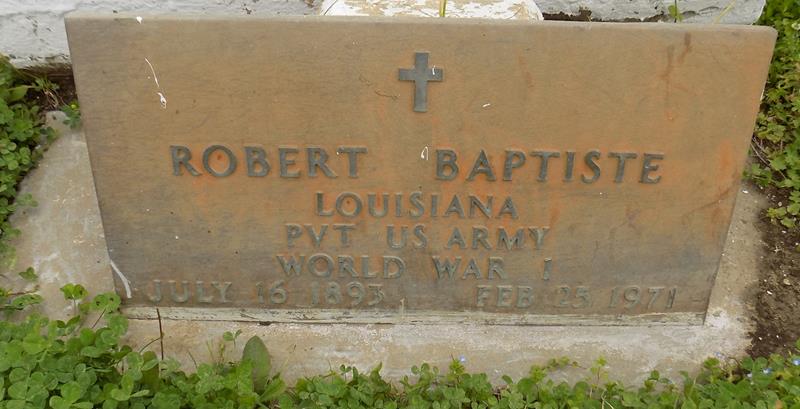 ROBERT BAPTISTE
LOUISIANA
PVT US ARMY
WORLD WAR I
JULY 16 1893 FEB 25 1971